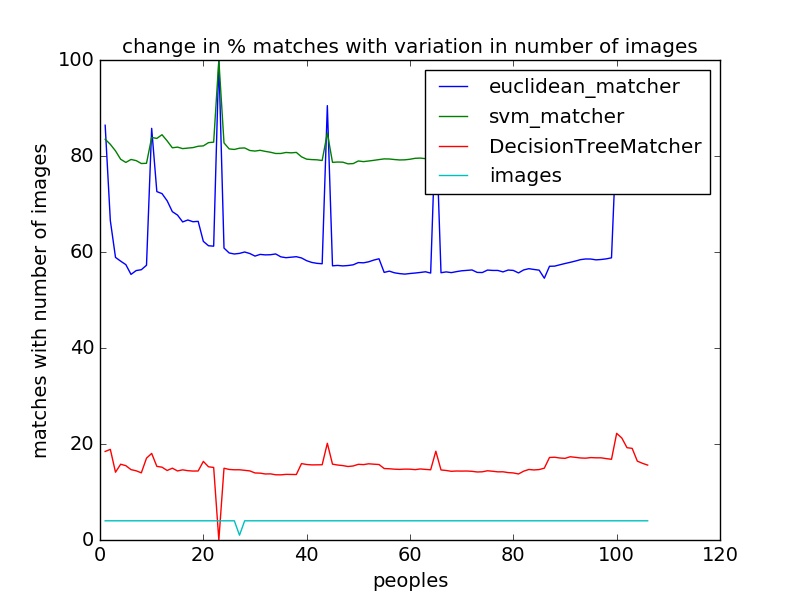 change in % matches with variation in number of images
100
80
60
40
20
0
matches with number of images
euclidean_matcher
svm_matcher
DecisionTreeMatcher
images
0 20 40 60 80 100 120
peoples